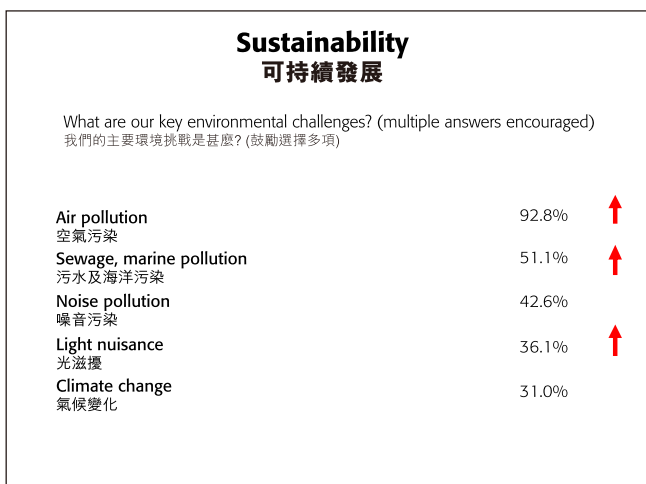 Sustainability
可持續發展
What are our key environmental challenges? (multiple answers encouraged)
我們的主要環境挑戰是甚麼? (鼓勵選擇多項)
Air pollution 92.8%
空氣污染
Sewage, marine pollution 51.1%
污水及海洋污染
Noise pollution 42.6%
噪音污染
Light nuisance 36.1%
光滋擾
Climate change 31.0%
氣候變化